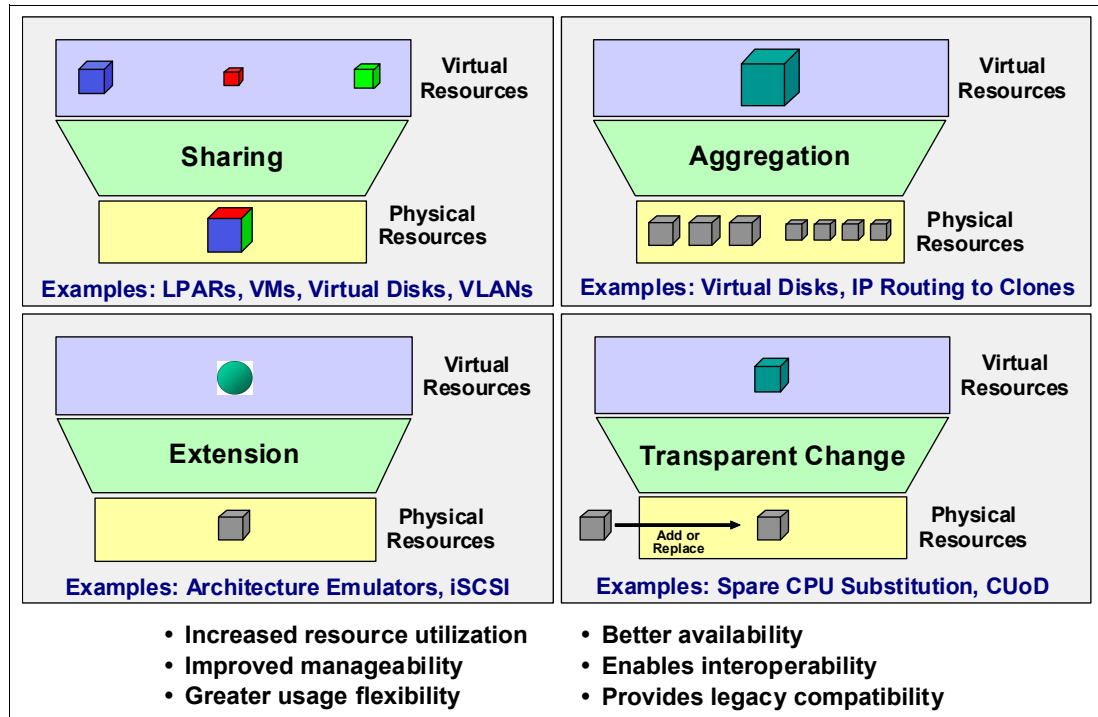 Virtual
Resources
Sharing
Physical
Resources
Examples: LPARs, VMs, Virtual Disks, VLANs
Virtual
Resources
Aggregation
Physical
Resources
Examples: Virtual Disks, IP Routing to Clones
Virtual
Resources
Extension
Physical
Resources
Examples: Architecture Emulators, iSCSI
Virtual
Resources
Transparent Change
Add or
Replace
Physical
Resources
Examples: Spare CPU Substitution, CUoD
• Increased resource utilization
• Improved manageability
• Greater usage flexibility
• Better availability
• Enables interoperability
• Provides legacy compatibility